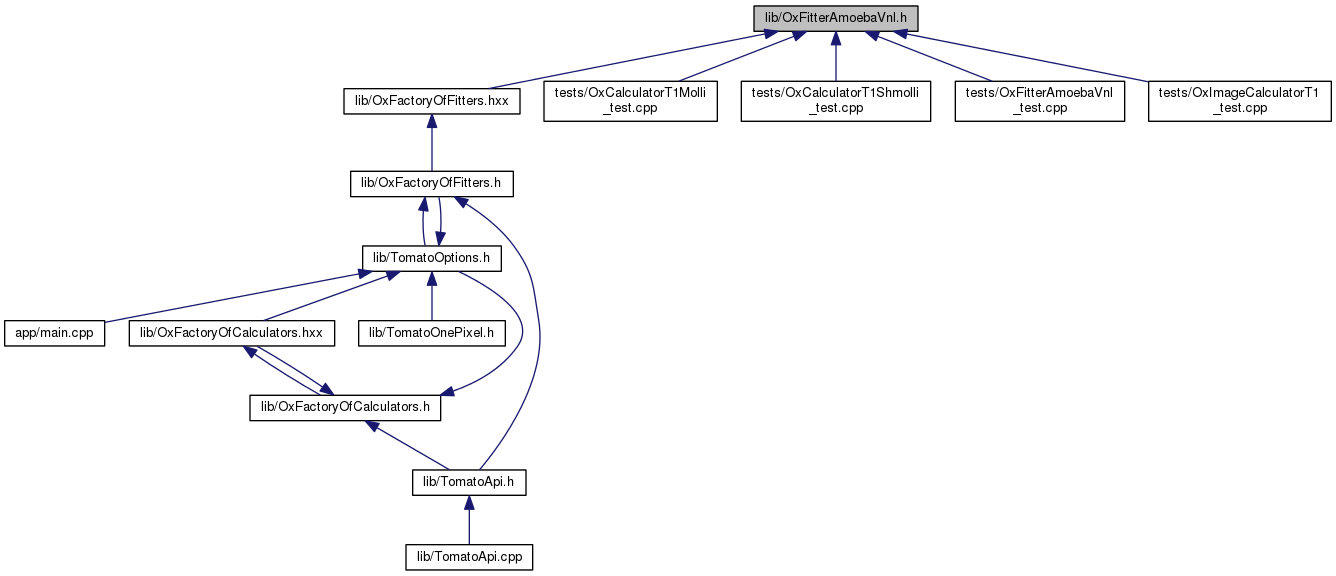 lib/OxFitterAmoebaVnl.h
lib/OxFactoryOfFitters.hxx
tests/OxCalculatorT1Molli
_test.cpp
tests/OxCalculatorT1Shmolli
_test.cpp
tests/OxFitterAmoebaVnl
_test.cpp
tests/OxImageCalculatorT1
_test.cpp
lib/OxFactoryOfFitters.h
lib/TomatoOptions.h
app/main.cpp
lib/OxFactoryOfCalculators.hxx
lib/TomatoOnePixel.h
lib/OxFactoryOfCalculators.h
lib/TomatoApi.h
lib/TomatoApi.cpp